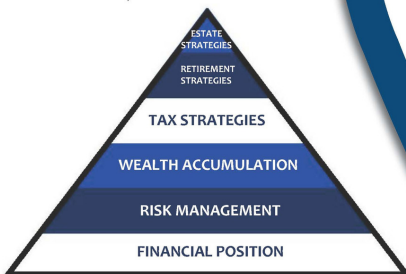 ESTATE
STRATEGIES
RETIREMENT
STRATEGIES
TAX STRATEGIES
WEALTH ACCUMULATION
RISK MANAGEMENT
FINANCIAL POSITION